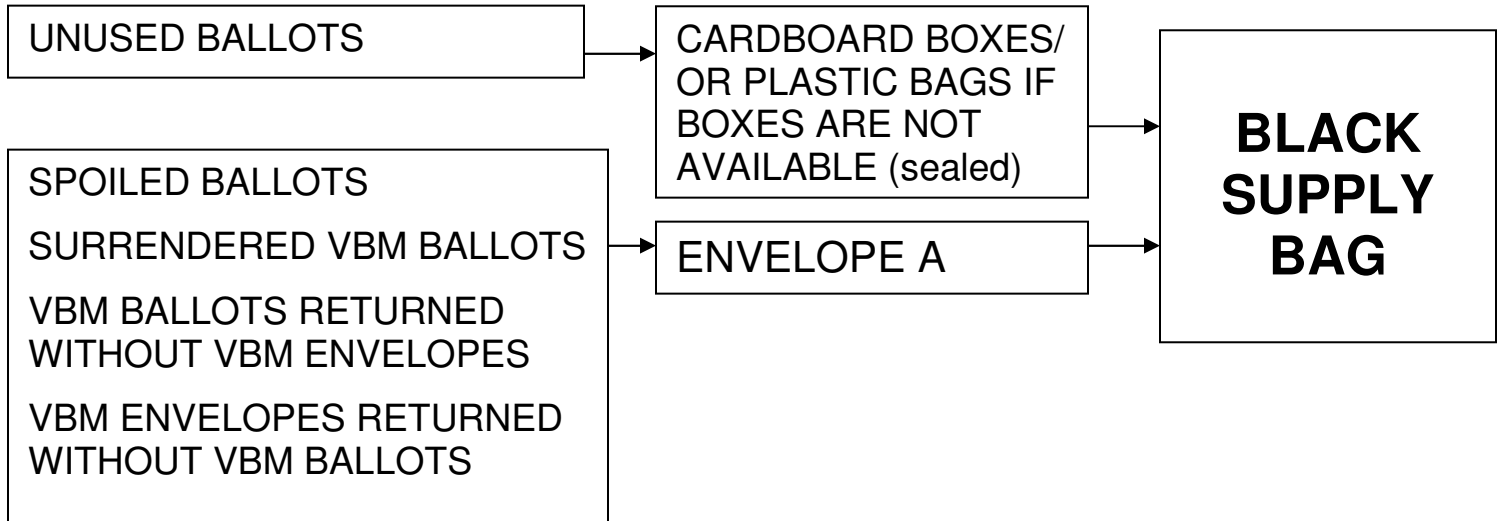 UNUSED BALLOTS
CARDBOARD BOXES/
OR PLASTIC BAGS IF
BOXES ARE NOT
AVAILABLE (sealed)
BLACK
SUPPLY
BAG
SPOILED BALLOTS
SURRENDERED VBM BALLOTS
VBM BALLOTS RETURNED
WITHOUT VBM ENVELOPES
VBM ENVELOPES RETURNED
WITHOUT VBM BALLOTS
ENVELOPE A